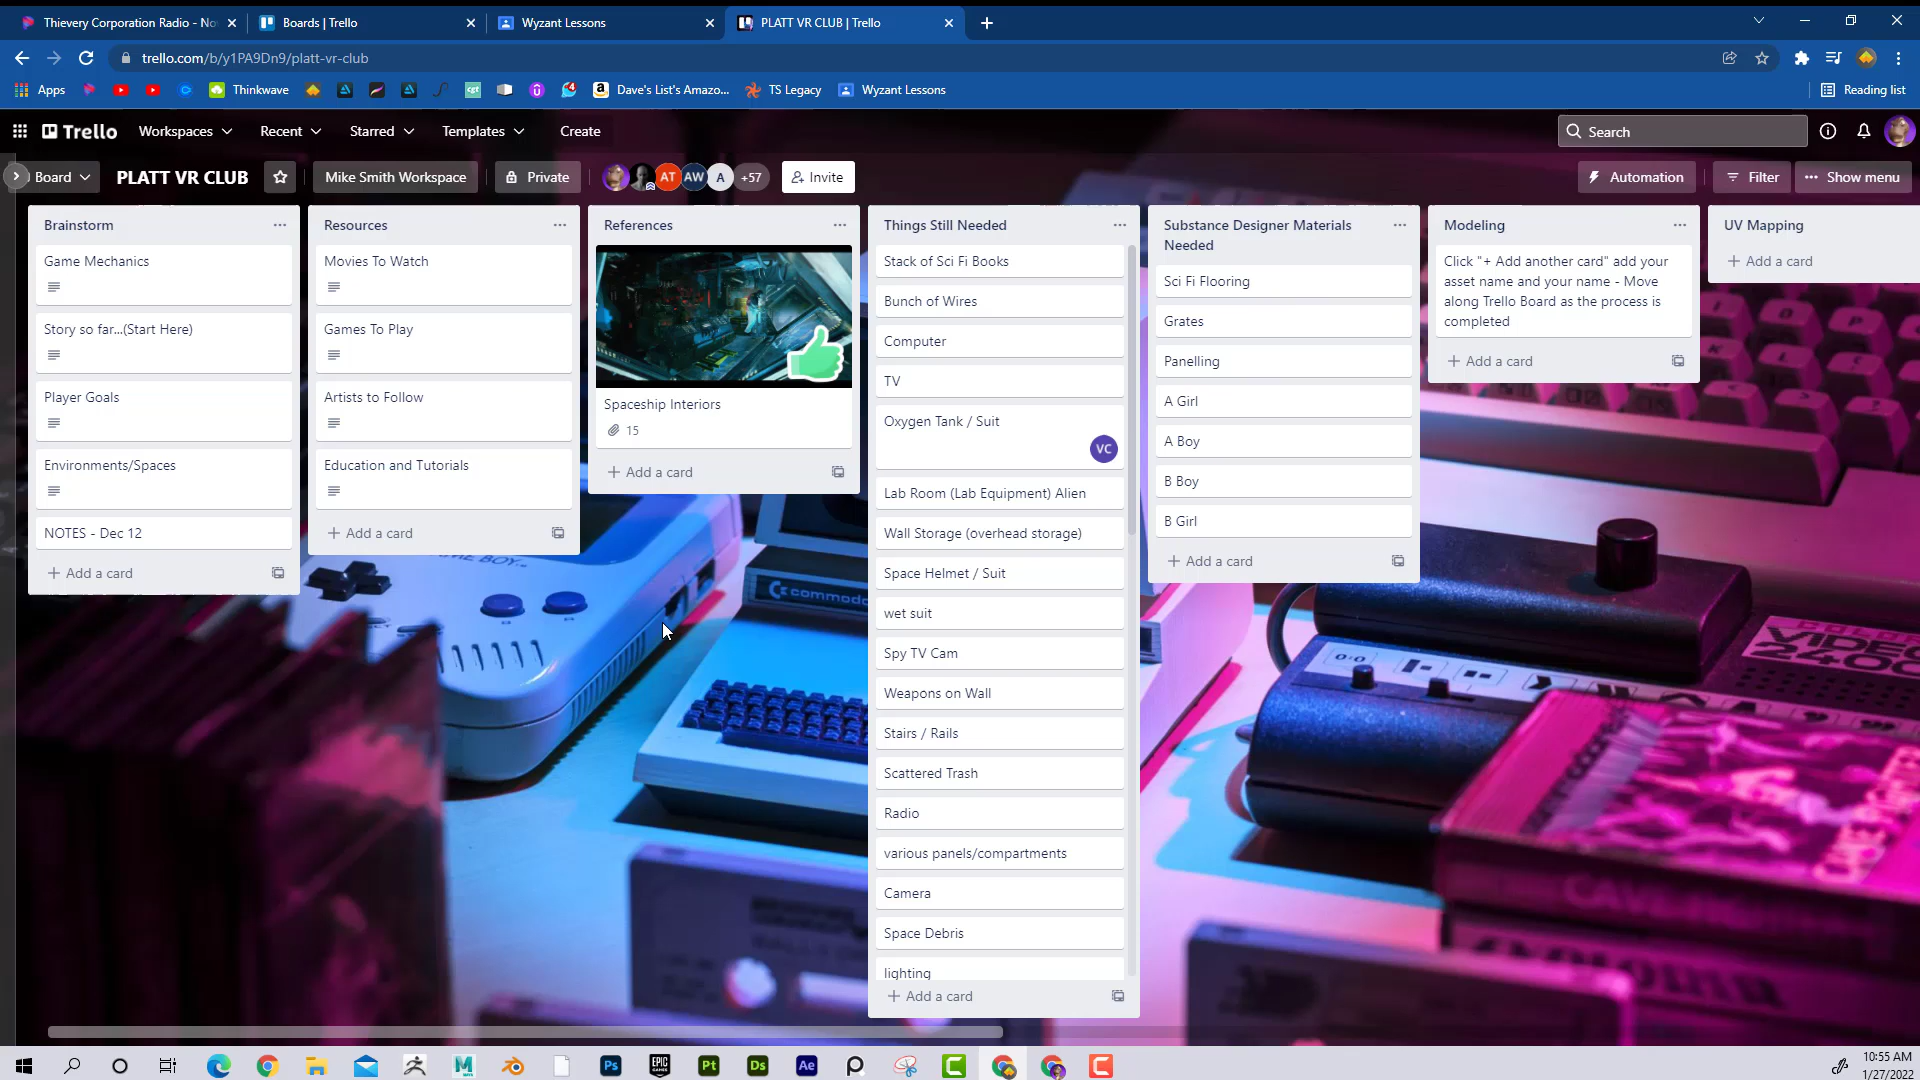 Thievery Corporation Radio - No
Boards | Trello
Wyzant Lessons
PLATT VR CLUB | Trello
trello.com/b/y1PA9Dn9/platt-vr-club
Apps
Thinkwave
Dave's List's Amazo...
TS Legacy
Wyzant Lessons
Reading list
Trello
Workspaces
Recent
Starred
Templates
Create
Search
Board
PLATT VR CLUB
Mike Smith Workspace
Private
AT
AW
A
+57
Invite
Automation
Filter
Show menu
Brainstorm
Game Mechanics
Story so far...(Start Here)
Player Goals
Environments/Spaces
NOTES - Dec 12
+ Add a card
Resources
Movies To Watch
Games To Play
Artists to Follow
Education and Tutorials
+ Add a card
References
Spaceship Interiors
15
+ Add a card
Things Still Needed
Stack of Sci Fi Books
Bunch of Wires
Computer
TV
Oxygen Tank / Suit
VC
Lab Room (Lab Equipment) Alien
Wall Storage (overhead storage)
Space Helmet / Suit
wet suit
Spy TV Cam
Weapons on Wall
Stairs / Rails
Scattered Trash
Radio
various panels/compartments
Camera
Space Debris
lighting
+ Add a card
Substance Designer Materials
Needed
Sci Fi Flooring
Grates
Panelling
A Girl
A Boy
B Boy
B Girl
+ Add a card
Modeling
Click "+ Add another card" add your
asset name and your name - Move
along Trello Board as the process is
completed
+ Add a card
UV Mapping
+ Add a card
commodo
VIDEO
2400
Ps
EPIC
GAMES
Pt
Ds
Ae
10:55 AM
1/27/2022